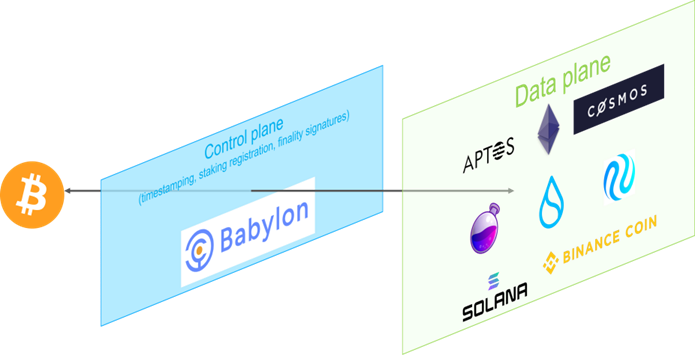 Control plane
(timestamping, staking registration, finality signatures)
Babylon
Data plane
COSMOS
APTOS
BINANCE COIN
SOLANA